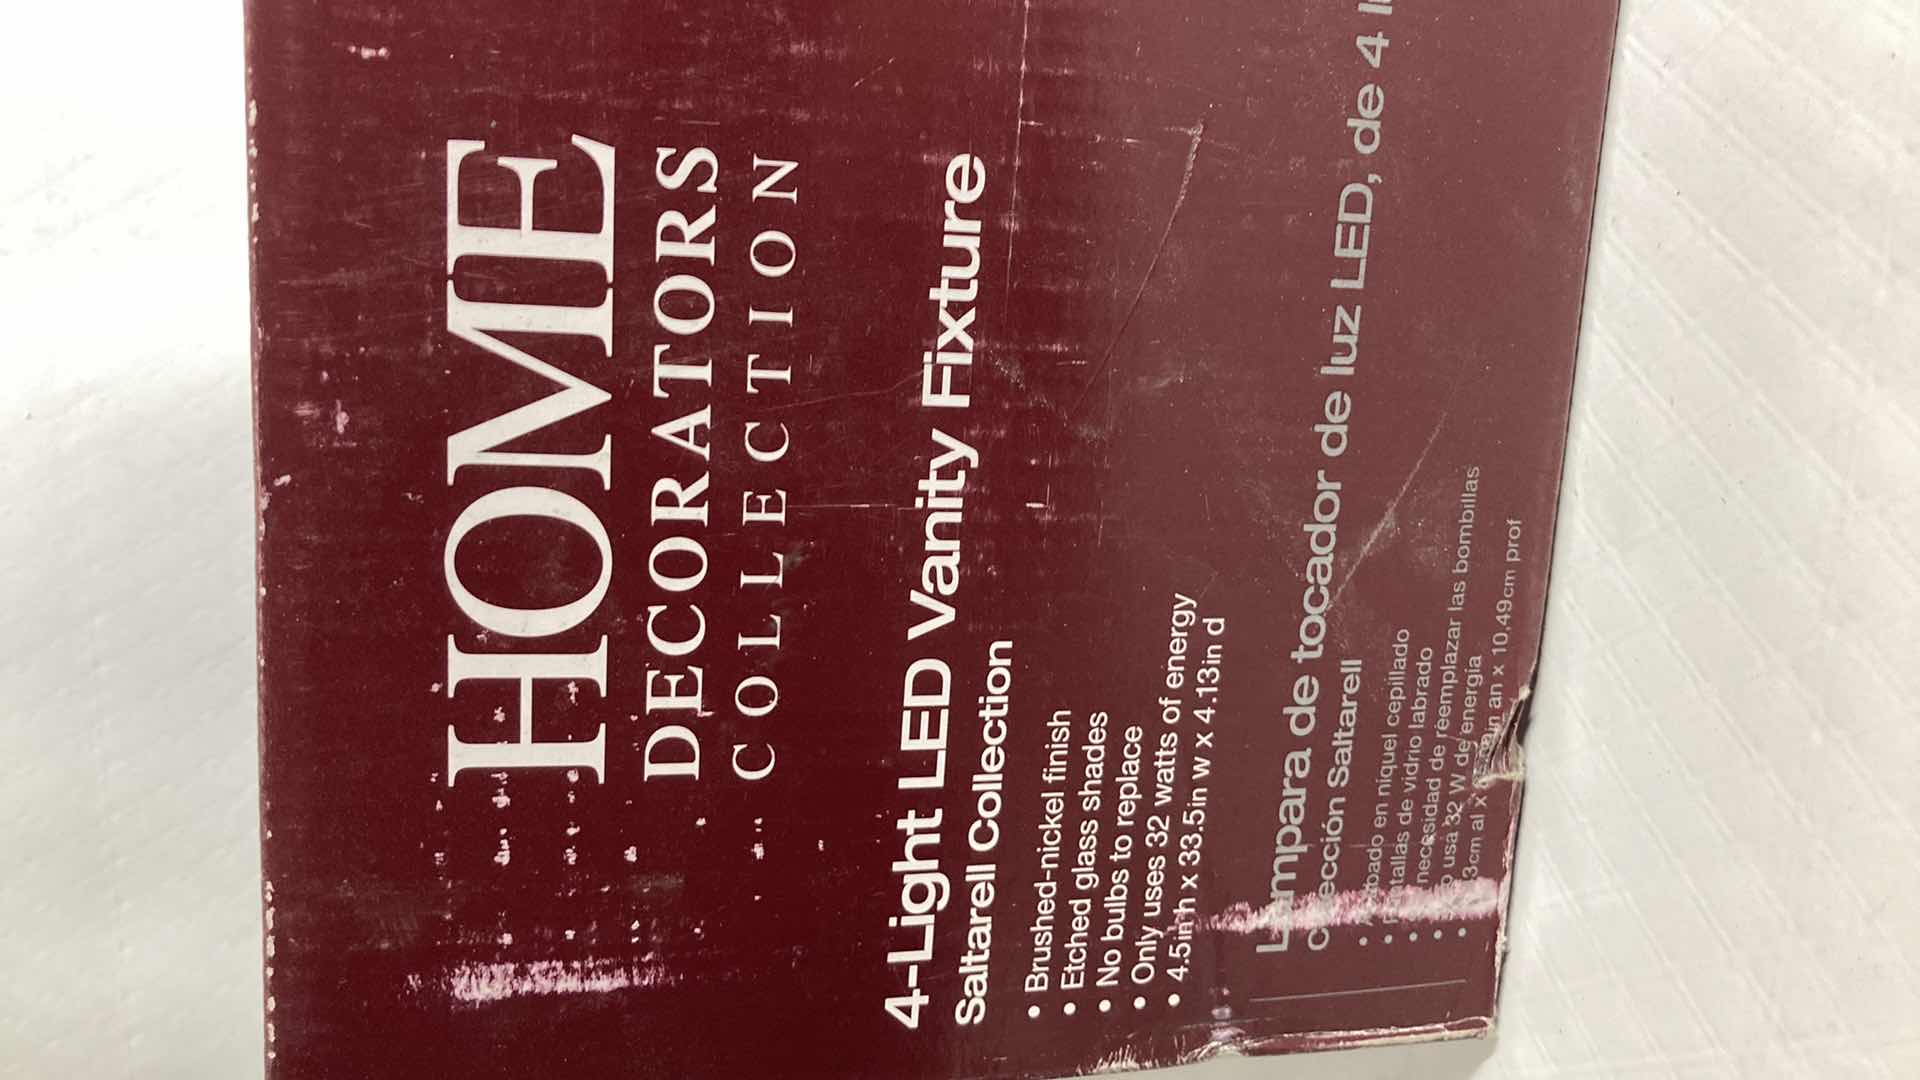 HOME
DECORATORS
COLLECTION
4-Light LED Vanity Fixture
Saltarell Collection
• Brushed-nickel finish
• Etched glass shades
• No bulbs to replace
• Only uses 32 watts of energy
• 4.5in h x 33.5in w x 4.13in d
Lámpara de tocador de luz LED, de 4
colección Saltarell
• Acabado en níquel cepillado
• Pantallas de vidrio labrado
• necesidad de reemplazar las bombillas
• usa 32 W de energía
• al x an x 10.49cm prof